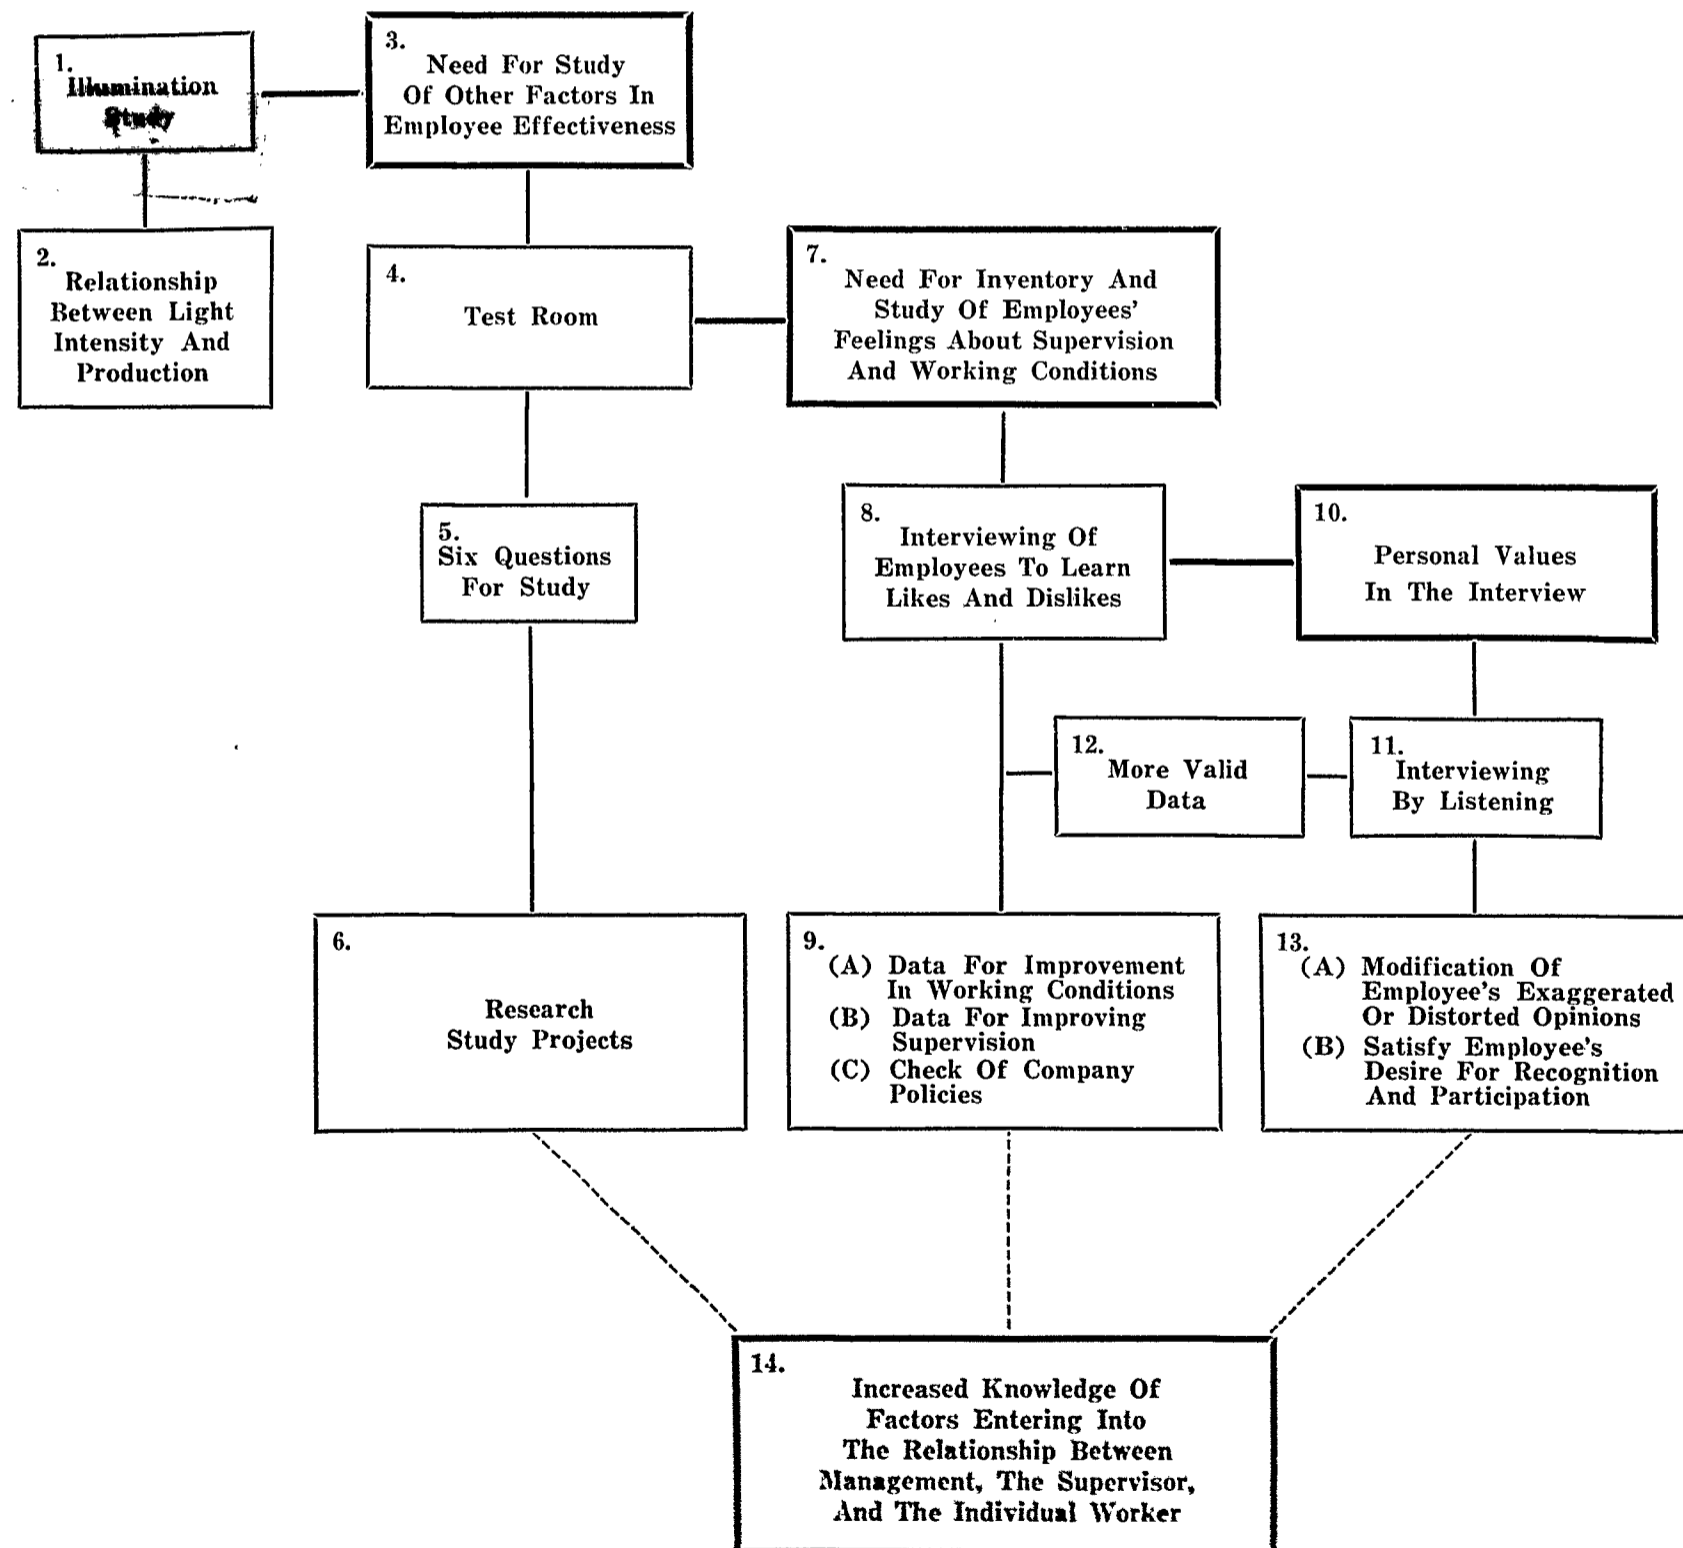 1.
Illumination
Study
2.
Relationship
Between Light
Intensity And
Production
3.
Need For Study
Of Other Factors In
Employee Effectiveness
4.
Test Room
5.
Six Questions
For Study
6.
Research
Study Projects
7.
Need For Inventory And
Study Of Employees'
Feelings About Supervision
And Working Conditions
8.
Interviewing Of
Employees To Learn
Likes And Dislikes
9.
(A) Data For Improvement
In Working Conditions
(B) Data For Improving
Supervision
(C) Check Of Company
Policies
10.
Personal Values
In The Interview
11.
Interviewing
By Listening
12.
More Valid
Data
13.
(A) Modification Of
Employee's Exaggerated
Or Distorted Opinions
(B) Satisfy Employee's
Desire For Recognition
And Participation
14.
Increased Knowledge Of
Factors Entering Into
The Relationship Between
Management, The Supervisor,
And The Individual Worker